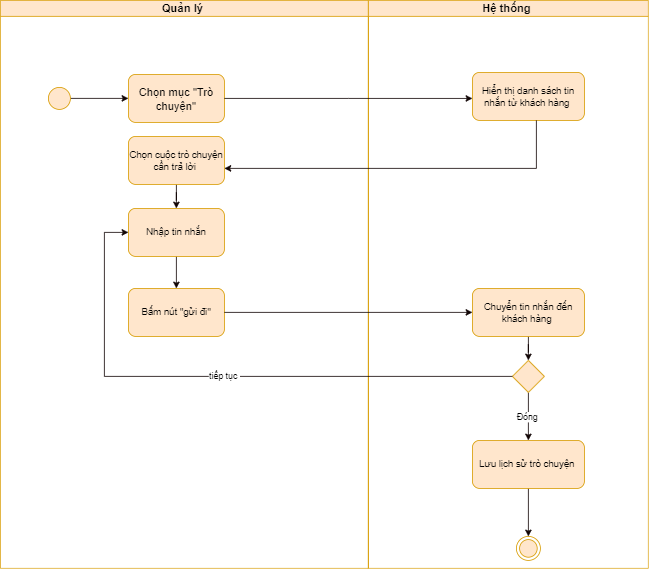 Quản lý
Hệ thống
Chọn mục "Trò
chuyện"
Hiển thị danh sách tin
nhắn từ khách hàng
Chọn cuộc trò chuyện
cần trả lời
Nhập tin nhắn
Bấm nút "gửi đi"
Chuyển tin nhắn đến
khách hàng
tiếp tục
Đóng
Lưu lịch sử trò chuyện